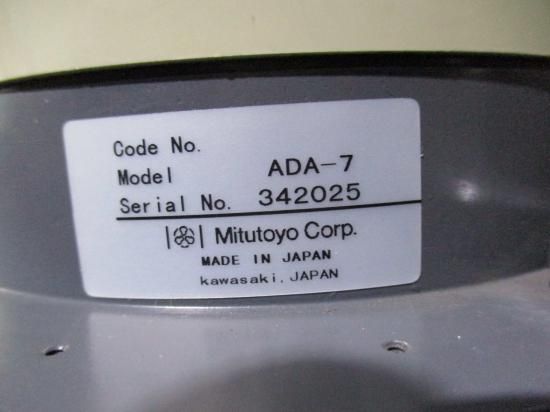 Code No.
Model ADA-7
Serial No. 342025
Mitutoyo Corp.
MADE IN JAPAN
kawasaki, JAPAN